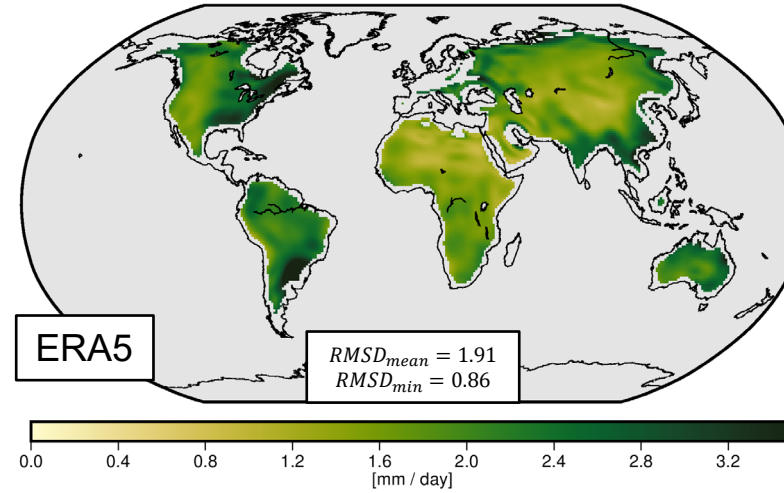 ERA5
RMSD_mean = 1.91
RMSD_min = 0.86
0.0 0.4 0.8 1.2 1.6 2.0 2.4 2.8 3.2
[mm / day]